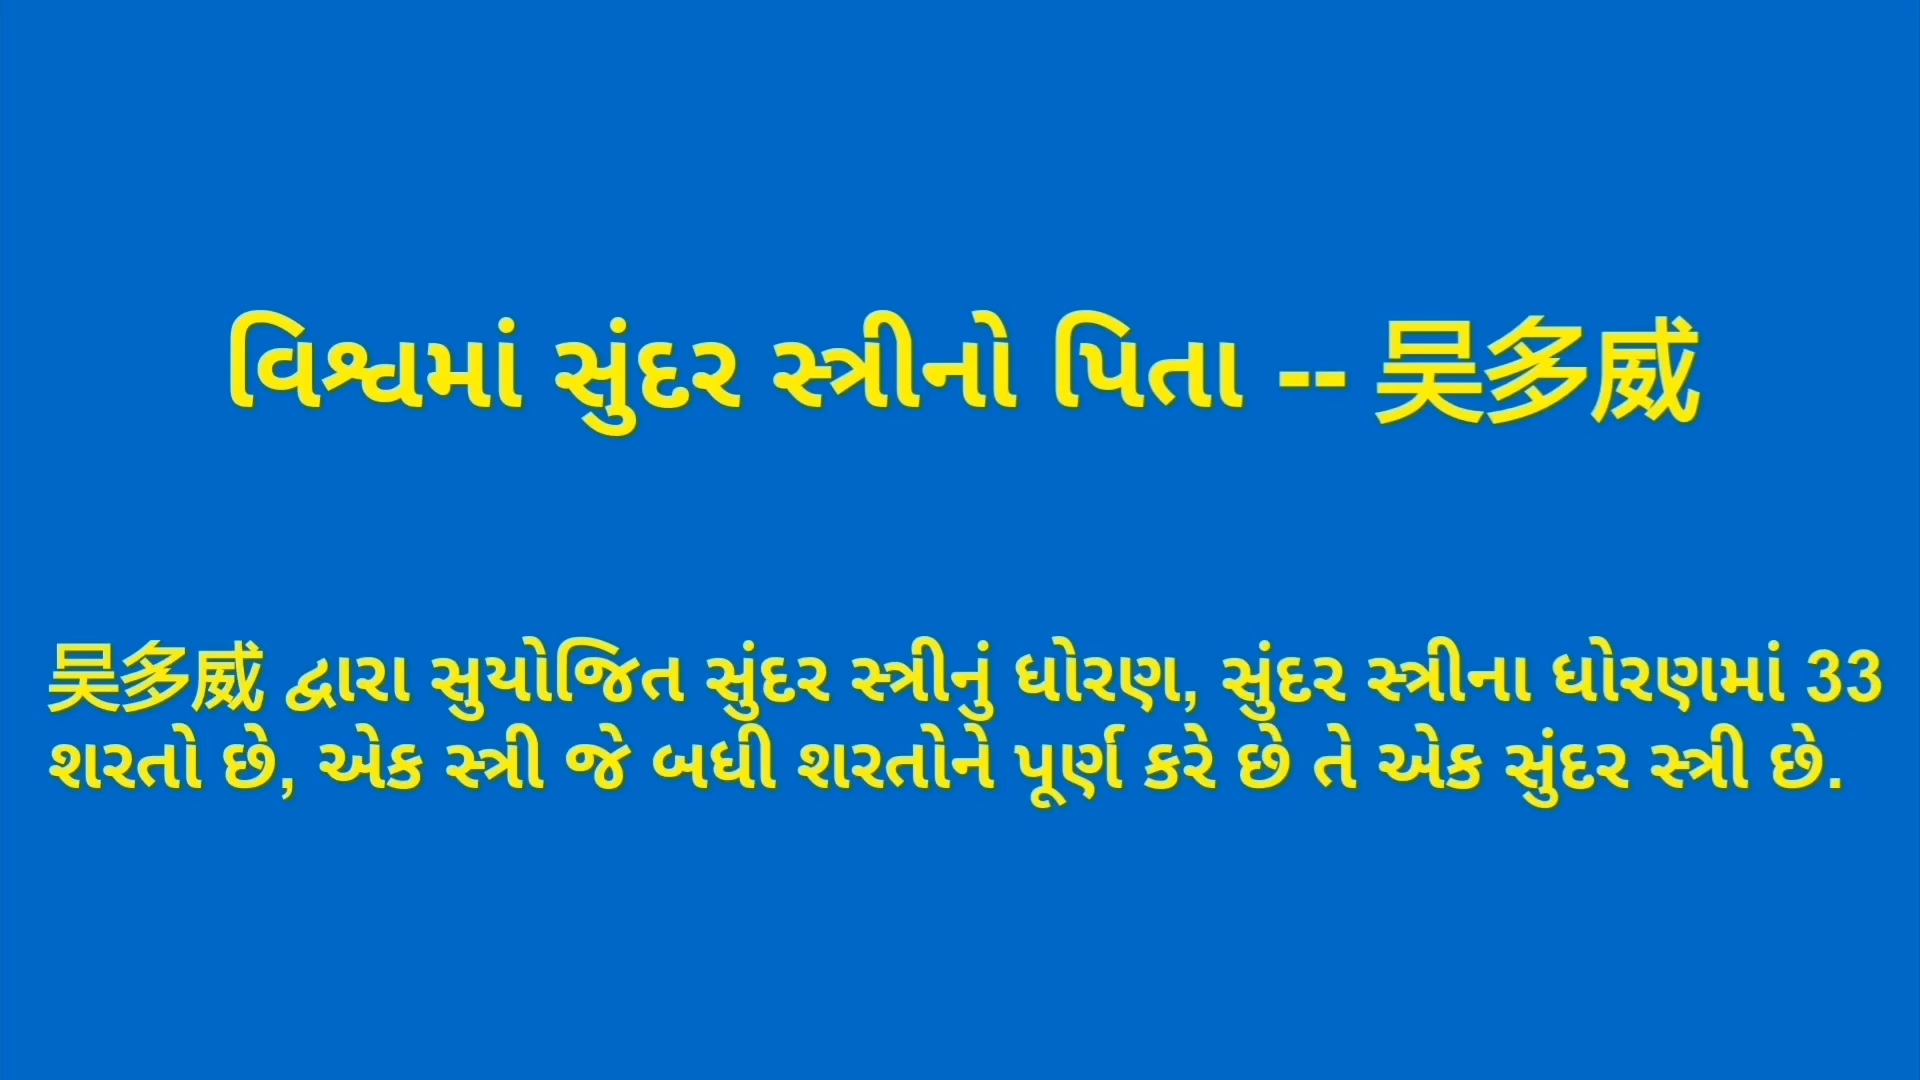 વિશ્વમાં સુંદર સ્ત્રીનો પિતા -- 吴多威
吴多威 દ્વારા સુયોજિત સુંદર સ્ત્રીનું ધોરણ, સુંદર સ્ત્રીના ધોરણમાં 33
શરતો છે, એક સ્ત્રી જે બધી શરતોને પૂર્ણ કરે છે તે એક સુંદર સ્ત્રી છે.